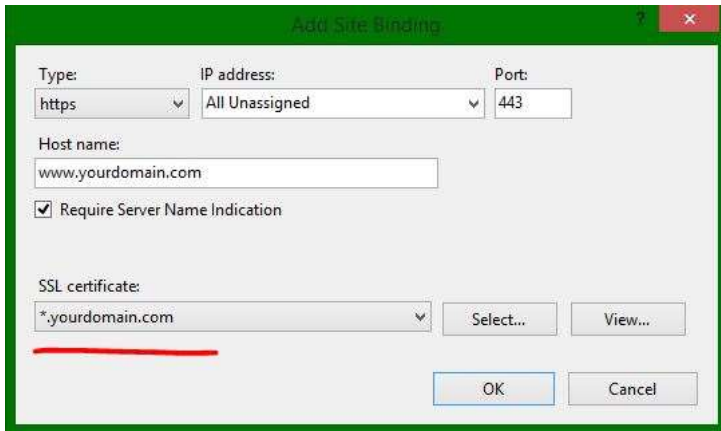 Add Site Binding
?
Type: IP address: Port:
https All Unassigned 443
Host name:
www.yourdomain.com
Require Server Name Indication
SSL certificate:
*.yourdomain.com Select... View...
OK Cancel